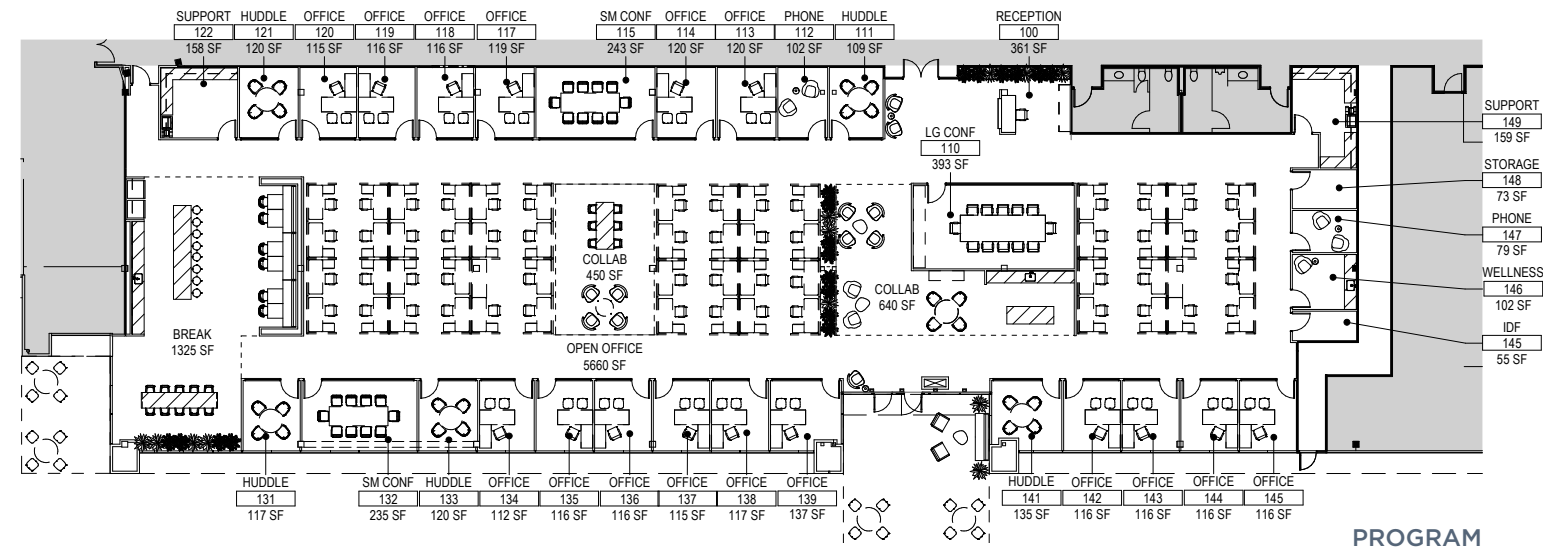 SUPPORT
122
158 SF
HUDDLE
121
120 SF
OFFICE
120
115 SF
OFFICE
119
116 SF
OFFICE
118
116 SF
OFFICE
117
119 SF
SM CONF
115
243 SF
OFFICE
114
120 SF
OFFICE
113
120 SF
PHONE
112
102 SF
HUDDLE
111
109 SF
RECEPTION
100
361 SF
LG CONF
110
393 SF
SUPPORT
149
159 SF
STORAGE
148
73 SF
PHONE
147
79 SF
WELLNESS
146
102 SF
IDF
145
55 SF
COLLAB
450 SF
COLLAB
640 SF
BREAK
1325 SF
OPEN OFFICE
5660 SF
HUDDLE
131
117 SF
SM CONF
132
235 SF
HUDDLE
133
120 SF
OFFICE
134
112 SF
OFFICE
135
116 SF
OFFICE
136
116 SF
OFFICE
137
115 SF
OFFICE
138
117 SF
OFFICE
139
137 SF
HUDDLE
141
135 SF
OFFICE
142
116 SF
OFFICE
143
116 SF
OFFICE
144
116 SF
OFFICE
145
116 SF
PROGRAM